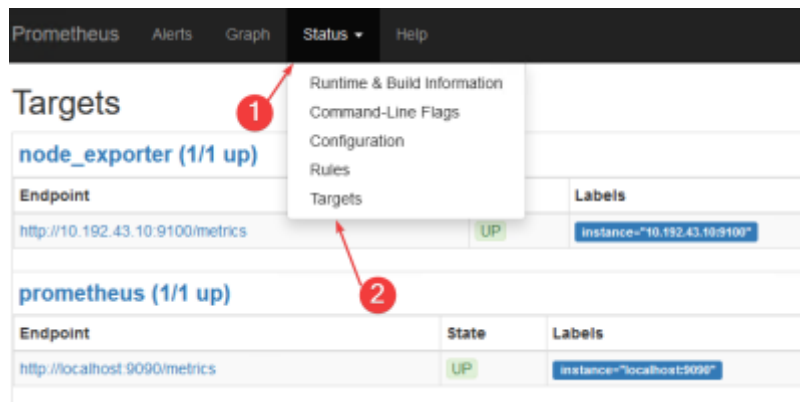 Prometheus Alerts Graph Status Help
Runtime & Build Information
Command-Line Flags
Configuration
Rules
Targets
1
Targets
node_exporter (1/1 up)
Endpoint Labels
http://10.192.43.10:9100/metrics UP instance="10.192.43.10:9100"
2
prometheus (1/1 up)
Endpoint State Labels
http://localhost:9090/metrics UP instance="localhost:9090"